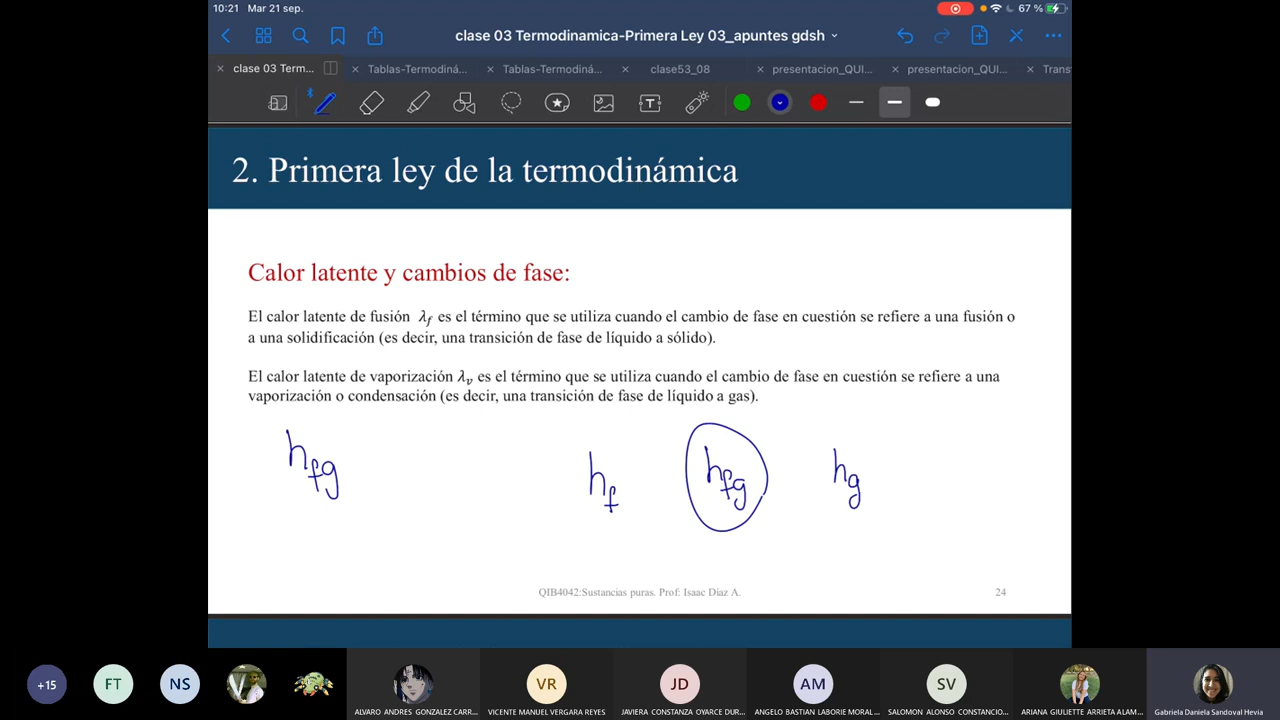 10:21 Mar 21 sep.
67 %
clase 03 Termodinamica-Primera Ley 03_apuntes gdsh
clase 03 Term...
Tablas-Termodiná...
Tablas-Termodiná...
clase53_08
presentacion_QUI...
presentacion_QUI...
Transf
2. Primera ley de la termodinámica
Calor latente y cambios de fase:
El calor latente de fusión λf es el término que se utiliza cuando el cambio de fase en cuestión se refiere a una fusión o
a una solidificación (es decir, una transición de fase de líquido a sólido).
El calor latente de vaporización λv es el término que se utiliza cuando el cambio de fase en cuestión se refiere a una
vaporización o condensación (es decir, una transición de fase de líquido a gas).
hfg hf hfg hg
QIB4042:Sustancias puras. Prof: Isaac Díaz A.
24
+15
FT
NS
VR
JD
AM
SV
ALVARO ANDRES GONZALEZ CARR...
VICENTE MANUEL VERGARA REYES
JAVIERA CONSTANZA OYARCE DUR...
ANGELO BASTIAN LABORIE MORAL...
SALOMON ALONSO CONSTANCIO...
ARIANA GIULIETTE ARRIETA ALAM...
Gabriela Daniela Sandoval Hevia